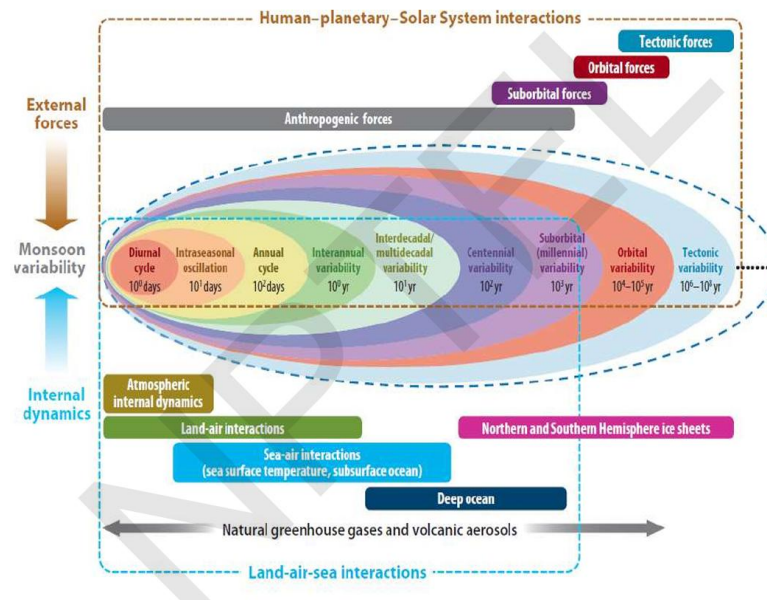 Human–planetary–Solar System interactions
Tectonic forces
Orbital forces
Suborbital forces
Anthropogenic forces
External
forces
Monsoon
variability
Internal
dynamics
Diurnal
cycle
10⁰ days
Intraseasonal
oscillation
10¹ days
Annual
cycle
10² days
Interannual
variability
10⁰ yr
Interdecadal/
multidecadal
variability
10¹ yr
Centennial
variability
10² yr
Suborbital
(millennial)
variability
10³ yr
Orbital
variability
10⁴–10⁵ yr
Tectonic
variability
10⁶–10⁸ yr
Atmospheric
internal dynamics
Land-air interactions
Northern and Southern Hemisphere ice sheets
Sea-air interactions
(sea surface temperature, subsurface ocean)
Deep ocean
Natural greenhouse gases and volcanic aerosols
Land-air-sea interactions
NPTEL